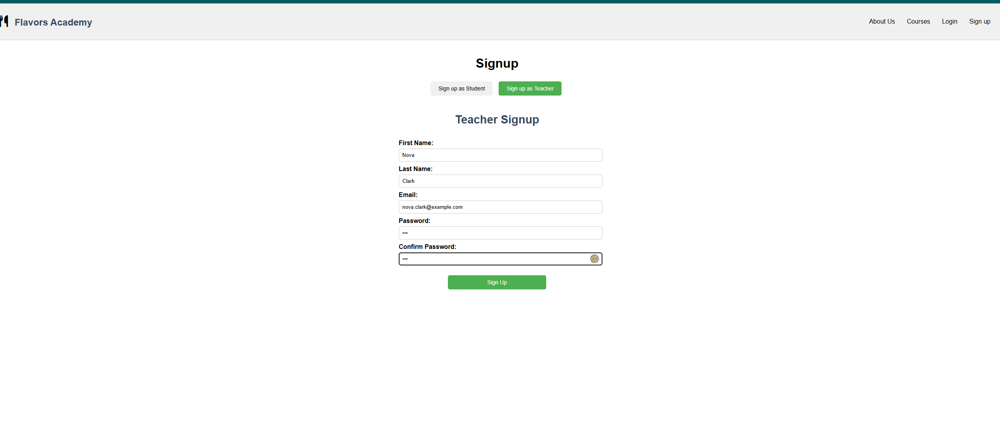 Flavors Academy
About Us Courses Login Sign up
Signup
Sign up as Student Sign up as Teacher
Teacher Signup
First Name:
Nova
Last Name:
Clark
Email:
nova.clark@example.com
Password:
•••
Confirm Password:
•••
Sign Up